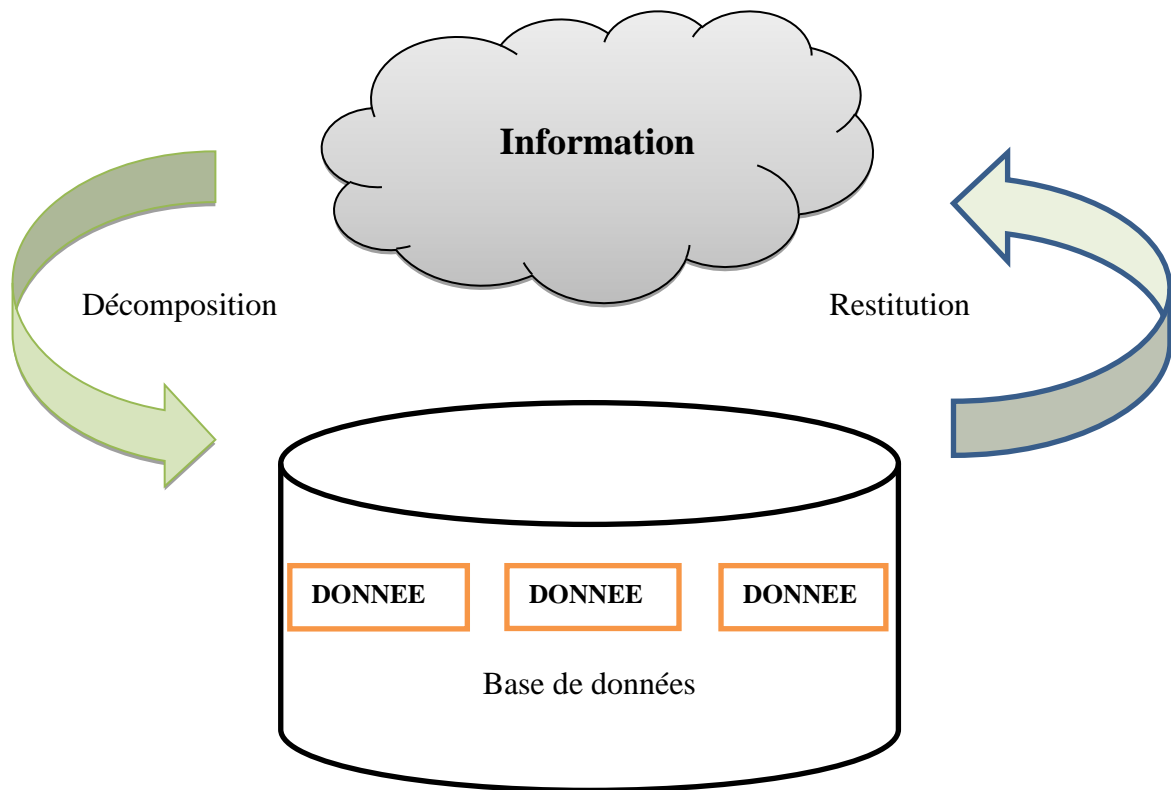 Information
Décomposition
Restitution
DONNEE
DONNEE
DONNEE
Base de données